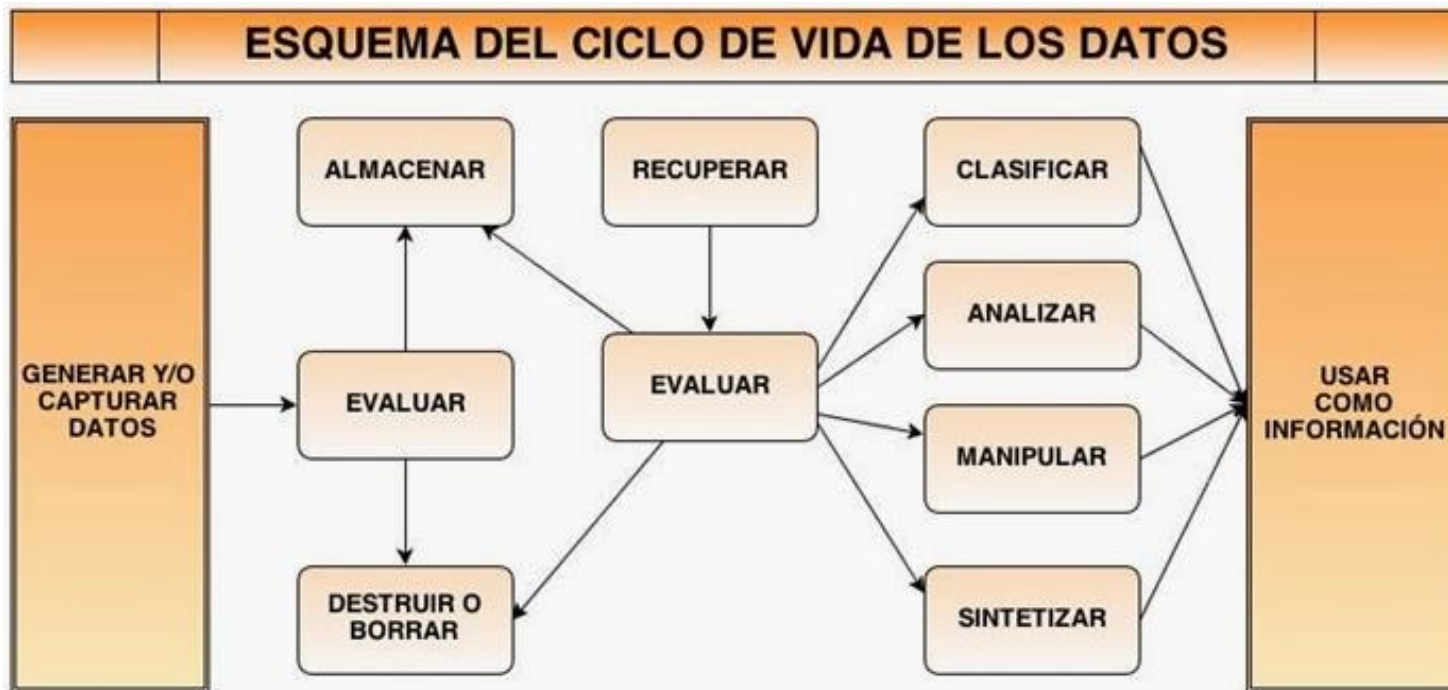 ESQUEMA DEL CICLO DE VIDA DE LOS DATOS
GENERAR Y/O
CAPTURAR
DATOS
ALMACENAR
EVALUAR
DESTRUIR O
BORRAR
RECUPERAR
EVALUAR
CLASIFICAR
ANALIZAR
MANIPULAR
SINTETIZAR
USAR
COMO
INFORMACIÓN